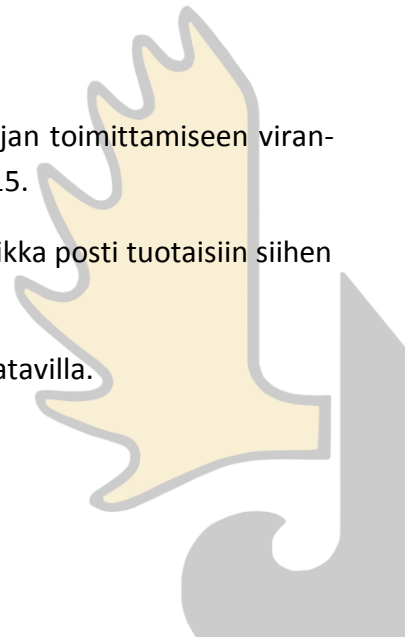 jan toimittamiseen viran-
15.
ikka posti tuotaisiin siihen
atavilla.